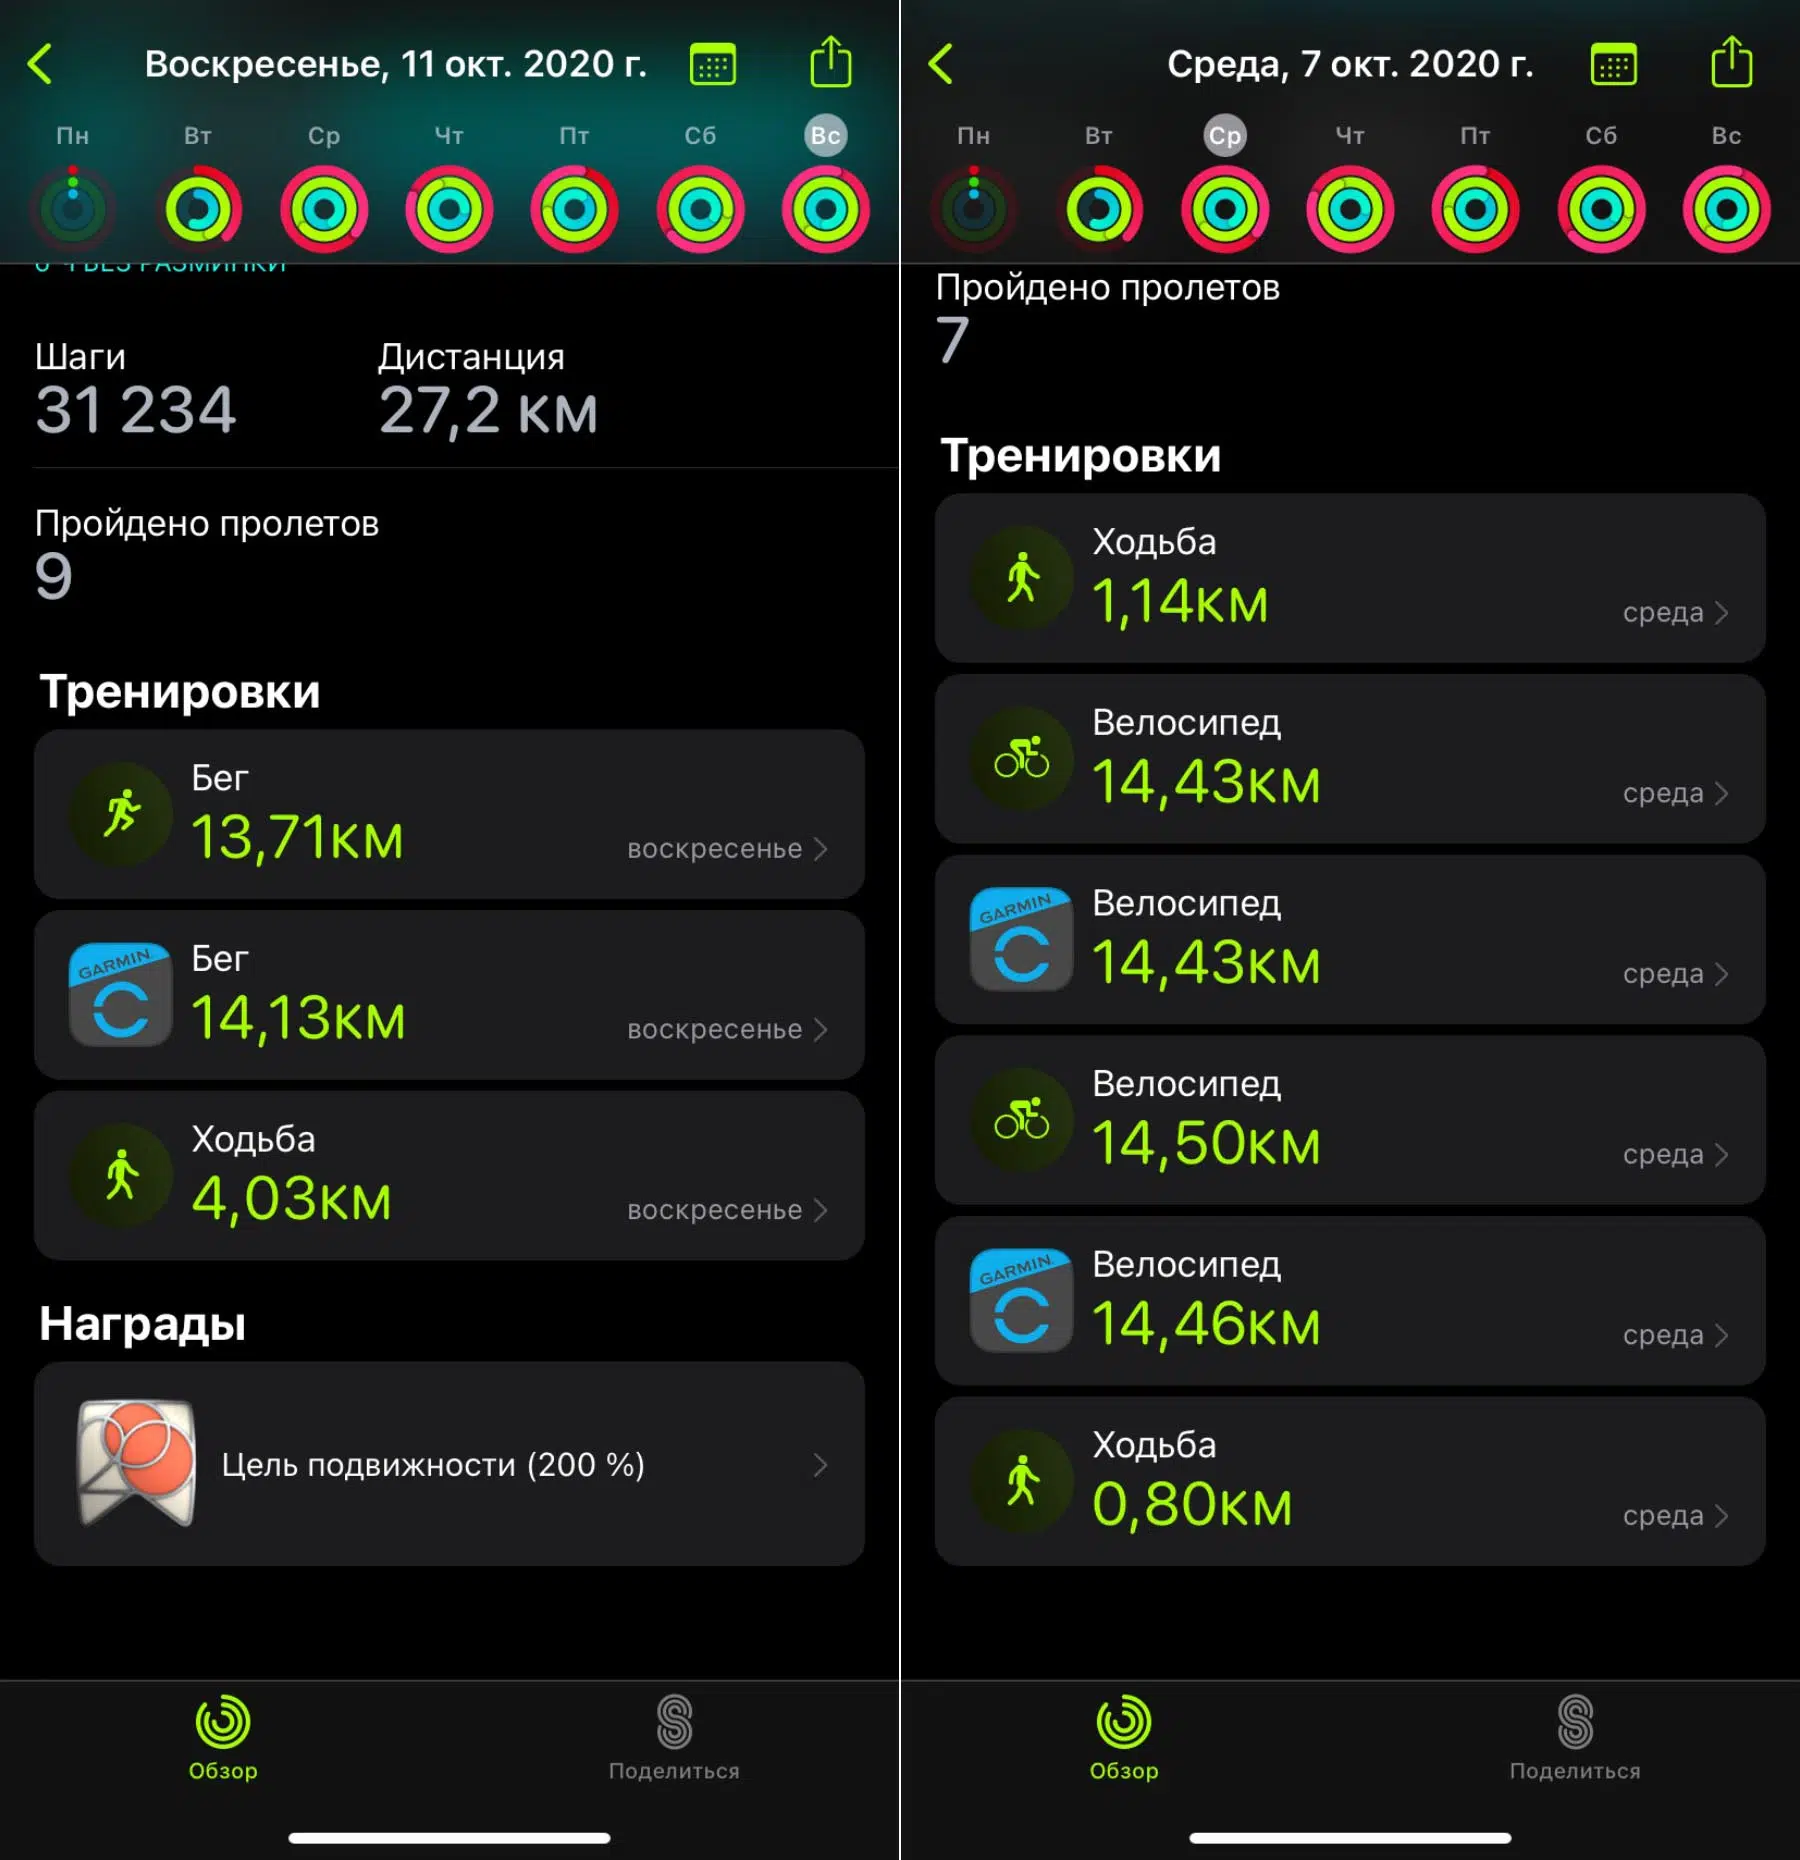 Воскресенье, 11 окт. 2020 г.
Пн Вт Ср Чт Пт Сб Вс
Шаги
31 234
Дистанция
27,2 км
Пройдено пролетов
9
Тренировки
Бег
13,71км
воскресенье
GARMIN
Бег
14,13км
воскресенье
Ходьба
4,03км
воскресенье
Награды
Цель подвижности (200 %)
Обзор
Поделиться
Среда, 7 окт. 2020 г.
Пн Вт Ср Чт Пт Сб Вс
Пройдено пролетов
7
Тренировки
Ходьба
1,14км
среда
Велосипед
14,43км
среда
GARMIN
Велосипед
14,43км
среда
Велосипед
14,50км
среда
GARMIN
Велосипед
14,46км
среда
Ходьба
0,80км
среда
Обзор
Поделиться